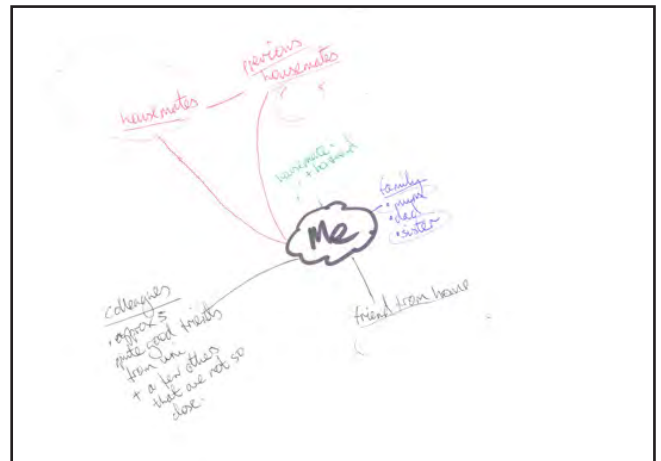 previous
housemates
housemates
housemate
+
Me
family
• mum
• dad
• sister
friend from home
colleagues
• approx 5
quite good friends
from uni
+ a few others
that are not so
close.